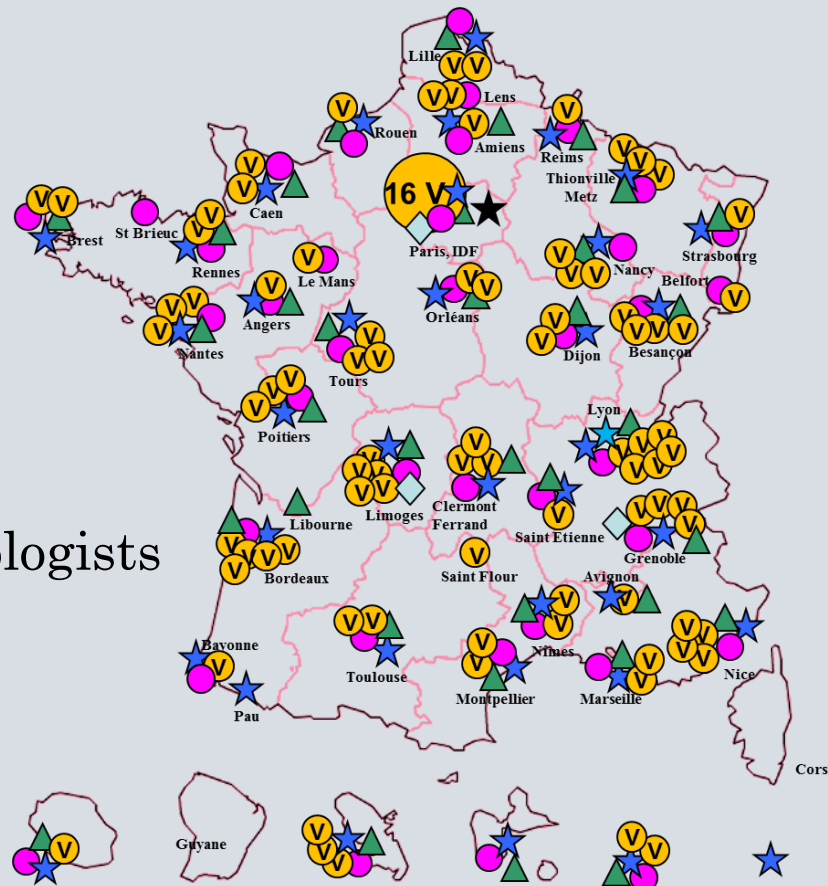 Lille
V V
V V Lens
V Rouen
V Amiens
V Reims
V V V Thionville
Metz
V V Caen
16 V
Paris, IDF
V V Brest
St Brieuc
V V Rennes
V Le Mans
V V V Nancy
V Strasbourg
Belfort V
V V V Nantes
V Angers
V V Orléans
V V V Tours
V V Dijon
V V V V Besançon
V V V Poitiers
Lyon
V V V V V V
V V V V V Limoges
V V V Clermont
Ferrand
V Saint Etienne
V V V V Grenoble
Libourne
ologists
V V V V V Bordeaux
V Saint Flour
Avignon V
V V Nîmes
V V Toulouse
V V Montpellier
V V Marseille
V V V V Nice
Bayonne V
Pau
Cors
V
Guyane
V V V
V V